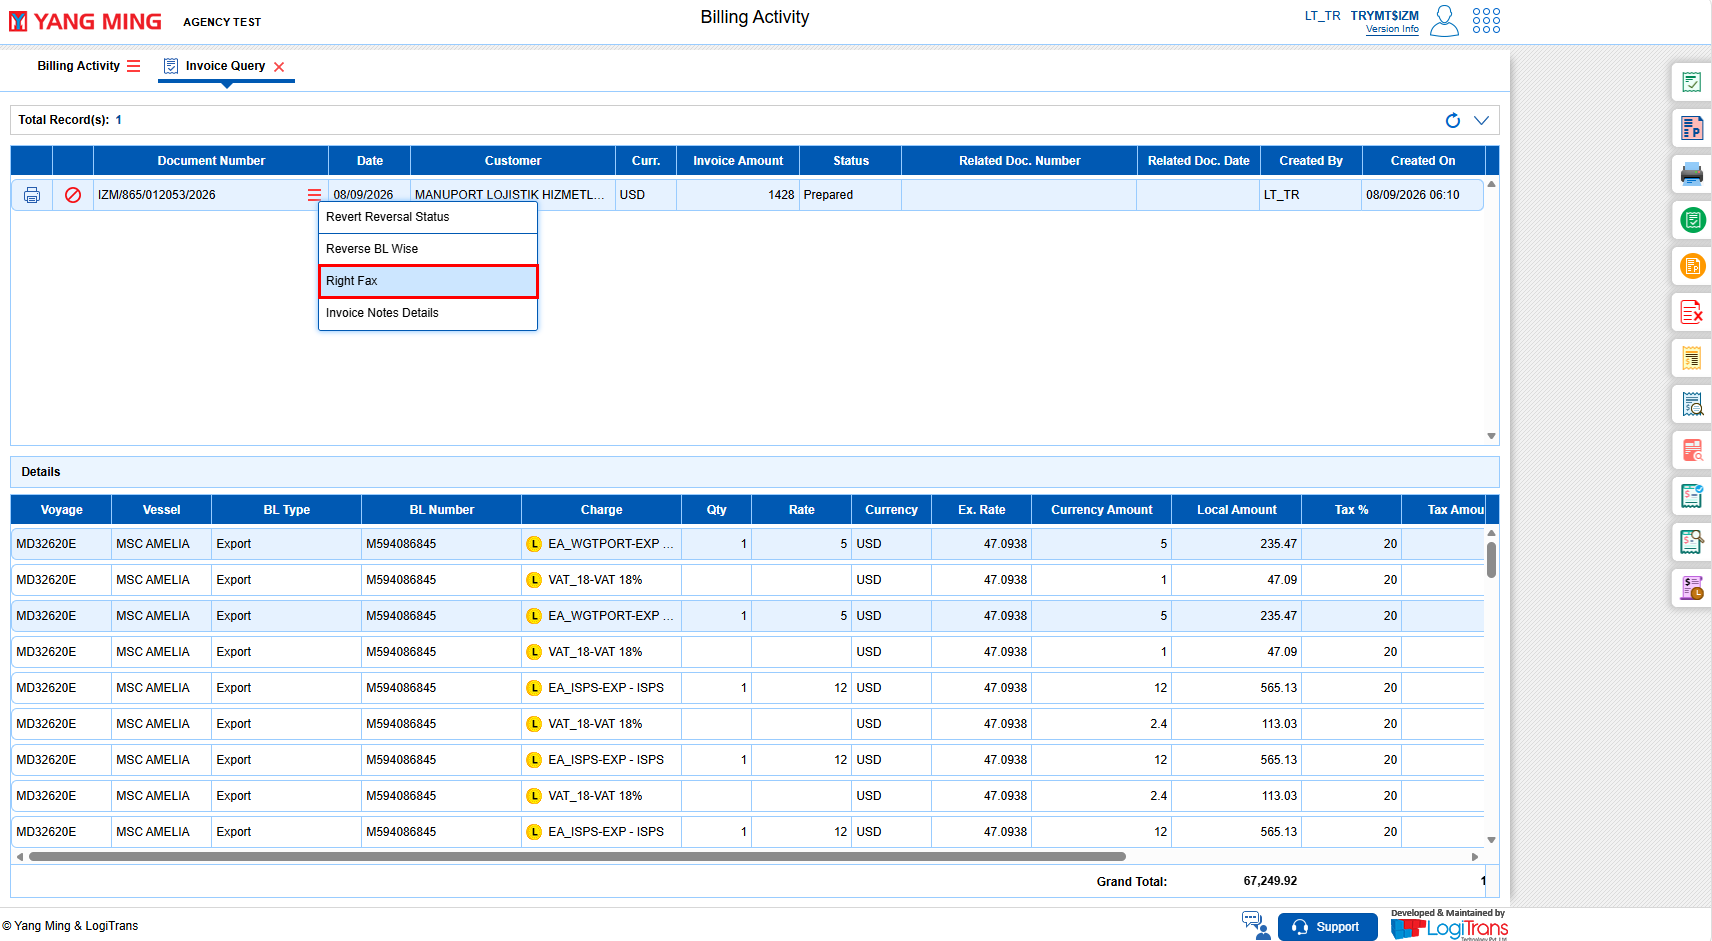 YANG MING
AGENCY TEST
Billing Activity
LT_TR TRYMT$IZM
Version Info
Billing Activity
Invoice Query
Total Record(s): 1
Document Number Date Customer Curr. Invoice Amount Status Related Doc. Number Related Doc. Date Created By Created On
IZM/865/012053/2026 08/09/2026 MANUPORT LOJISTIK HIZMETL... USD 1428 Prepared LT_TR 08/09/2026 06:10
Revert Reversal Status
Reverse BL Wise
Right Fax
Invoice Notes Details
Details
Voyage Vessel BL Type BL Number Charge Qty Rate Currency Ex. Rate Currency Amount Local Amount Tax % Tax Amou
MD32620E MSC AMELIA Export M594086845 L EA_WGTPORT-EXP ... 1 5 USD 47.0938 5 235.47 20
MD32620E MSC AMELIA Export M594086845 L VAT_18-VAT 18% USD 47.0938 1 47.09 20
MD32620E MSC AMELIA Export M594086845 L EA_WGTPORT-EXP ... 1 5 USD 47.0938 5 235.47 20
MD32620E MSC AMELIA Export M594086845 L VAT_18-VAT 18% USD 47.0938 1 47.09 20
MD32620E MSC AMELIA Export M594086845 L EA_ISPS-EXP - ISPS 1 12 USD 47.0938 12 565.13 20
MD32620E MSC AMELIA Export M594086845 L VAT_18-VAT 18% USD 47.0938 2.4 113.03 20
MD32620E MSC AMELIA Export M594086845 L EA_ISPS-EXP - ISPS 1 12 USD 47.0938 12 565.13 20
MD32620E MSC AMELIA Export M594086845 L VAT_18-VAT 18% USD 47.0938 2.4 113.03 20
MD32620E MSC AMELIA Export M594086845 L EA_ISPS-EXP - ISPS 1 12 USD 47.0938 12 565.13 20
Grand Total: 67,249.92 1
© Yang Ming & LogiTrans
Support
Developed & Maintained by
LogiTrans
Technology Pvt. Ltd.